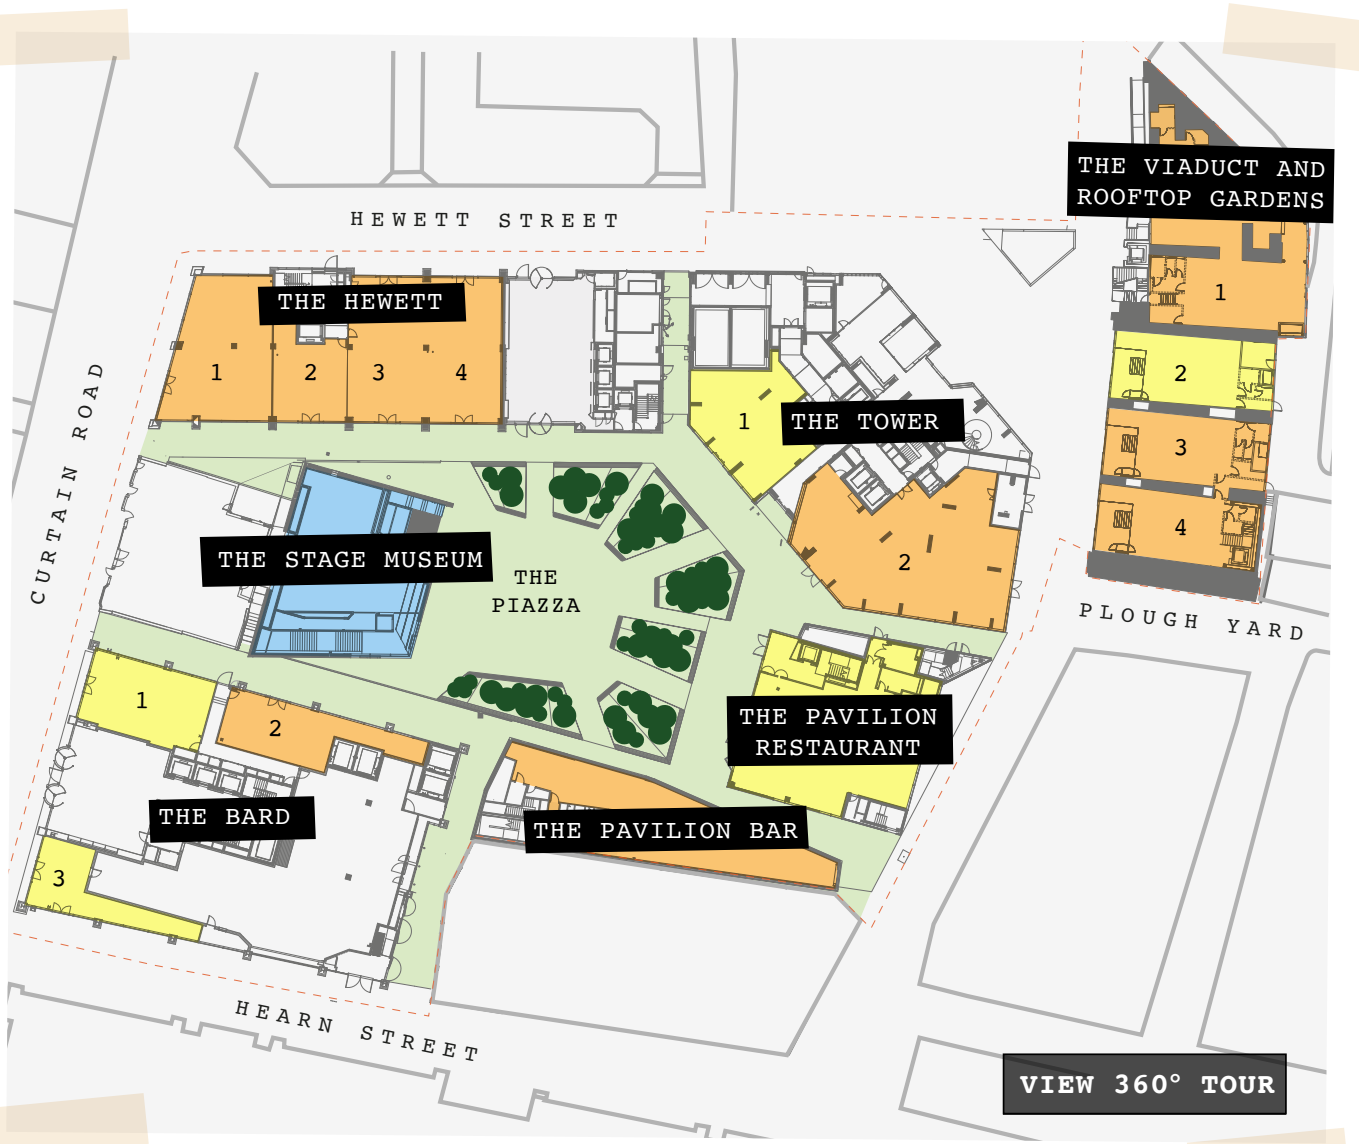 THE VIADUCT AND
ROOFTOP GARDENS
HEWETT STREET
THE HEWETT
1
2
3
4
1
2
3
4
CURTAIN ROAD
1
THE TOWER
2
THE STAGE MUSEUM
THE
PIAZZA
PLOUGH YARD
1
2
THE PAVILION
RESTAURANT
THE BARD
THE PAVILION BAR
3
HEARN STREET
VIEW 360° TOUR